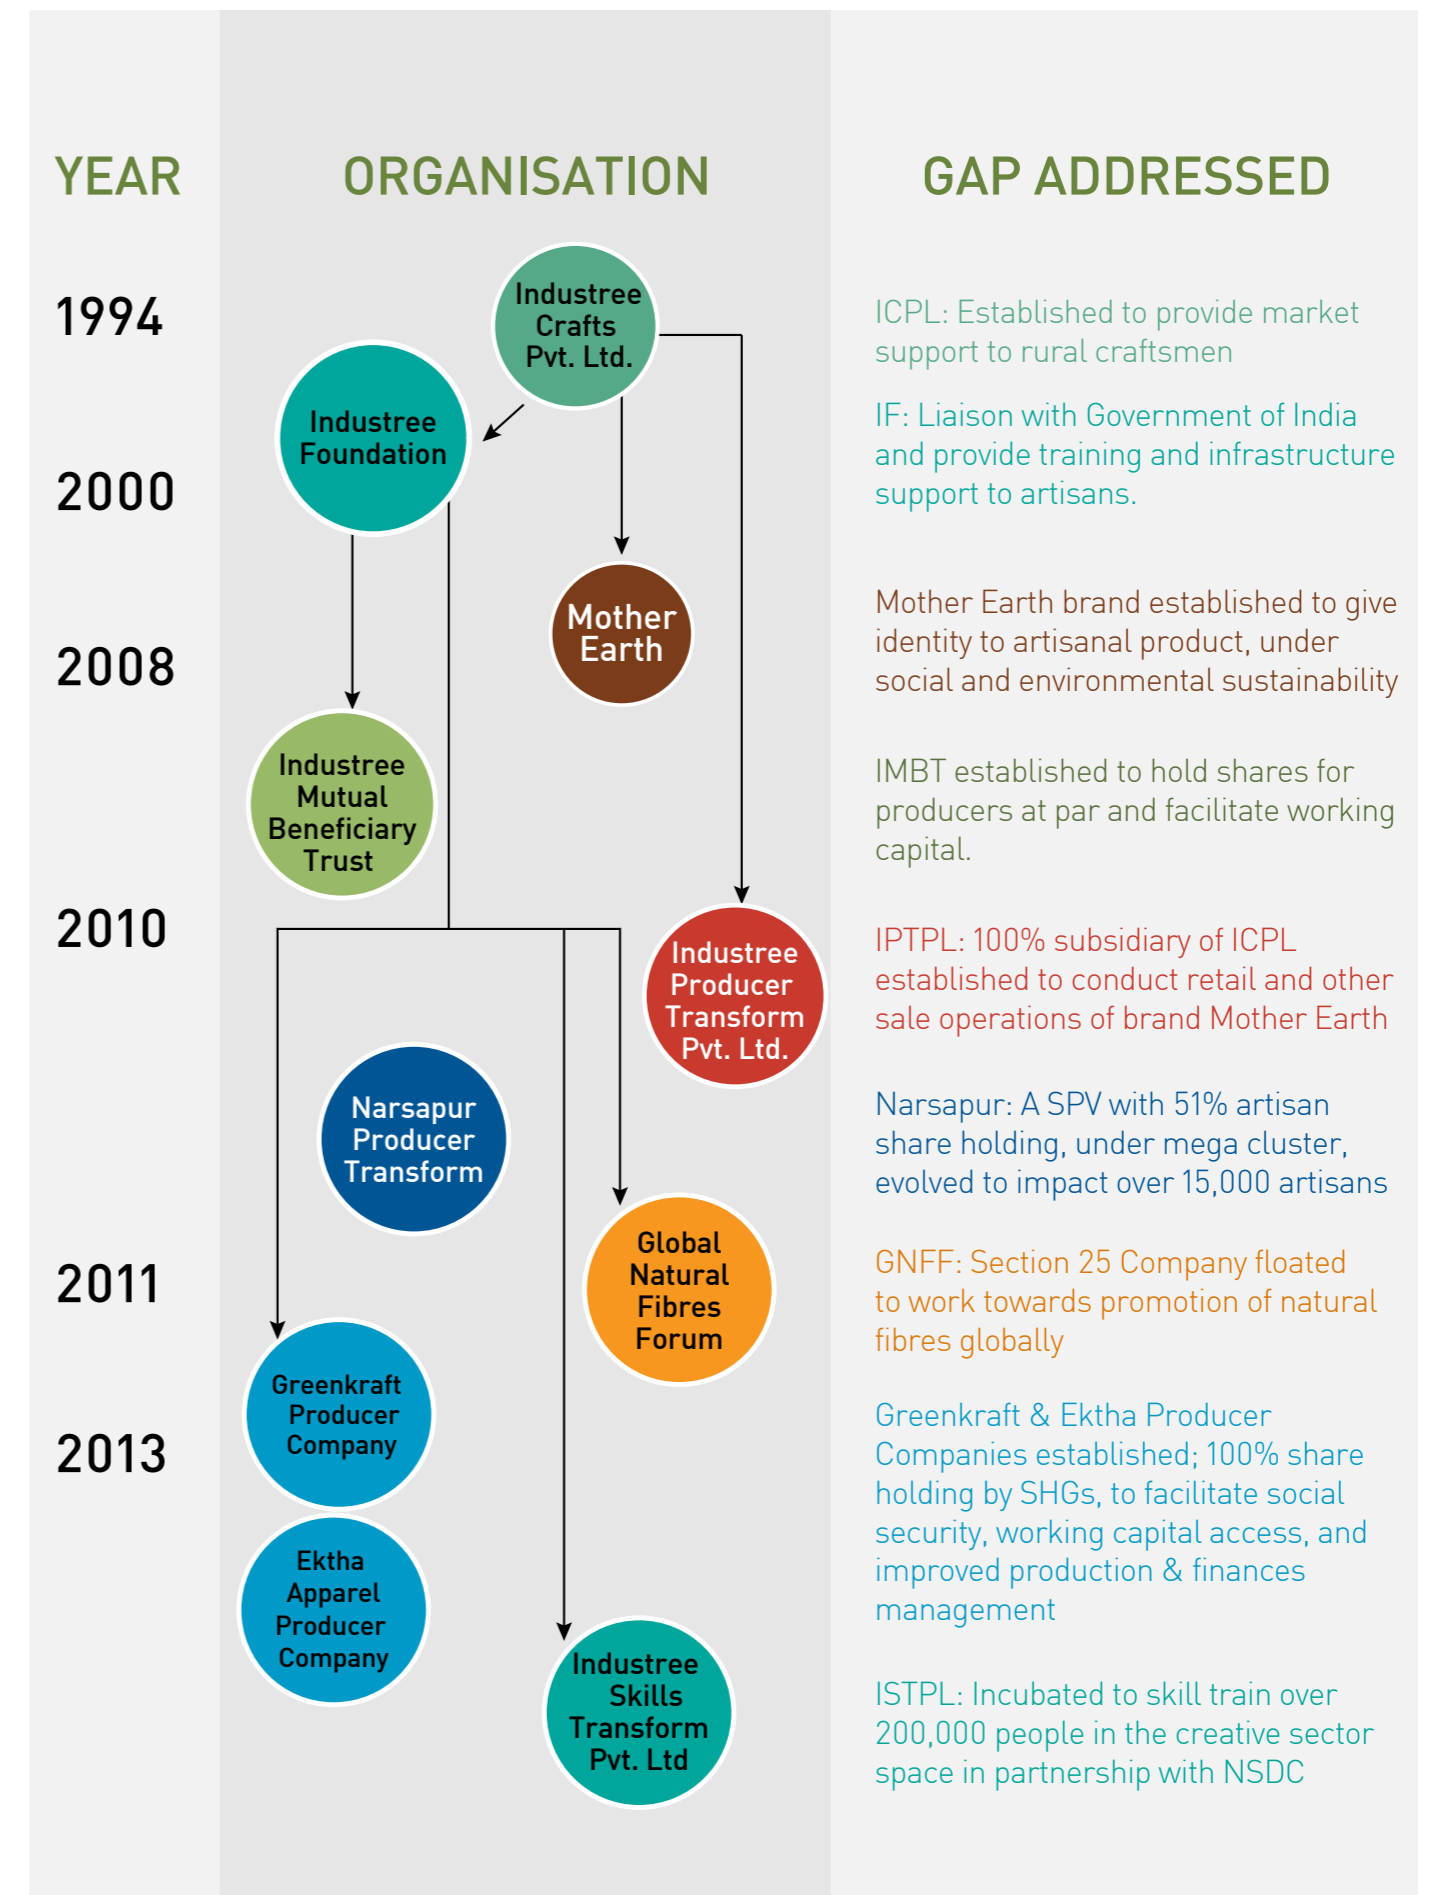 YEAR
ORGANISATION
GAP ADDRESSED
1994
Industree
Crafts
Pvt. Ltd.
ICPL: Established to provide market
support to rural craftsmen
Industree
Foundation
IF: Liaison with Government of India
and provide training and infrastructure
support to artisans.
2000
Mother
Earth
Mother Earth brand established to give
identity to artisanal product, under
social and environmental sustainability
2008
Industree
Mutual
Beneficiary
Trust
IMBT established to hold shares for
producers at par and facilitate working
capital.
2010
Industree
Producer
Transform
Pvt. Ltd.
IPTPL: 100% subsidiary of ICPL
established to conduct retail and other
sale operations of brand Mother Earth
Narsapur
Producer
Transform
Narsapur: A SPV with 51% artisan
share holding, under mega cluster,
evolved to impact over 15,000 artisans
2011
Global
Natural
Fibres
Forum
GNFF: Section 25 Company floated
to work towards promotion of natural
fibres globally
2013
Greenkraft
Producer
Company
Ektha
Apparel
Producer
Company
Greenkraft & Ektha Producer
Companies established; 100% share
holding by SHGs, to facilitate social
security, working capital access, and
improved production & finances
management
Industree
Skills
Transform
Pvt. Ltd
ISTPL: Incubated to skill train over
200,000 people in the creative sector
space in partnership with NSDC